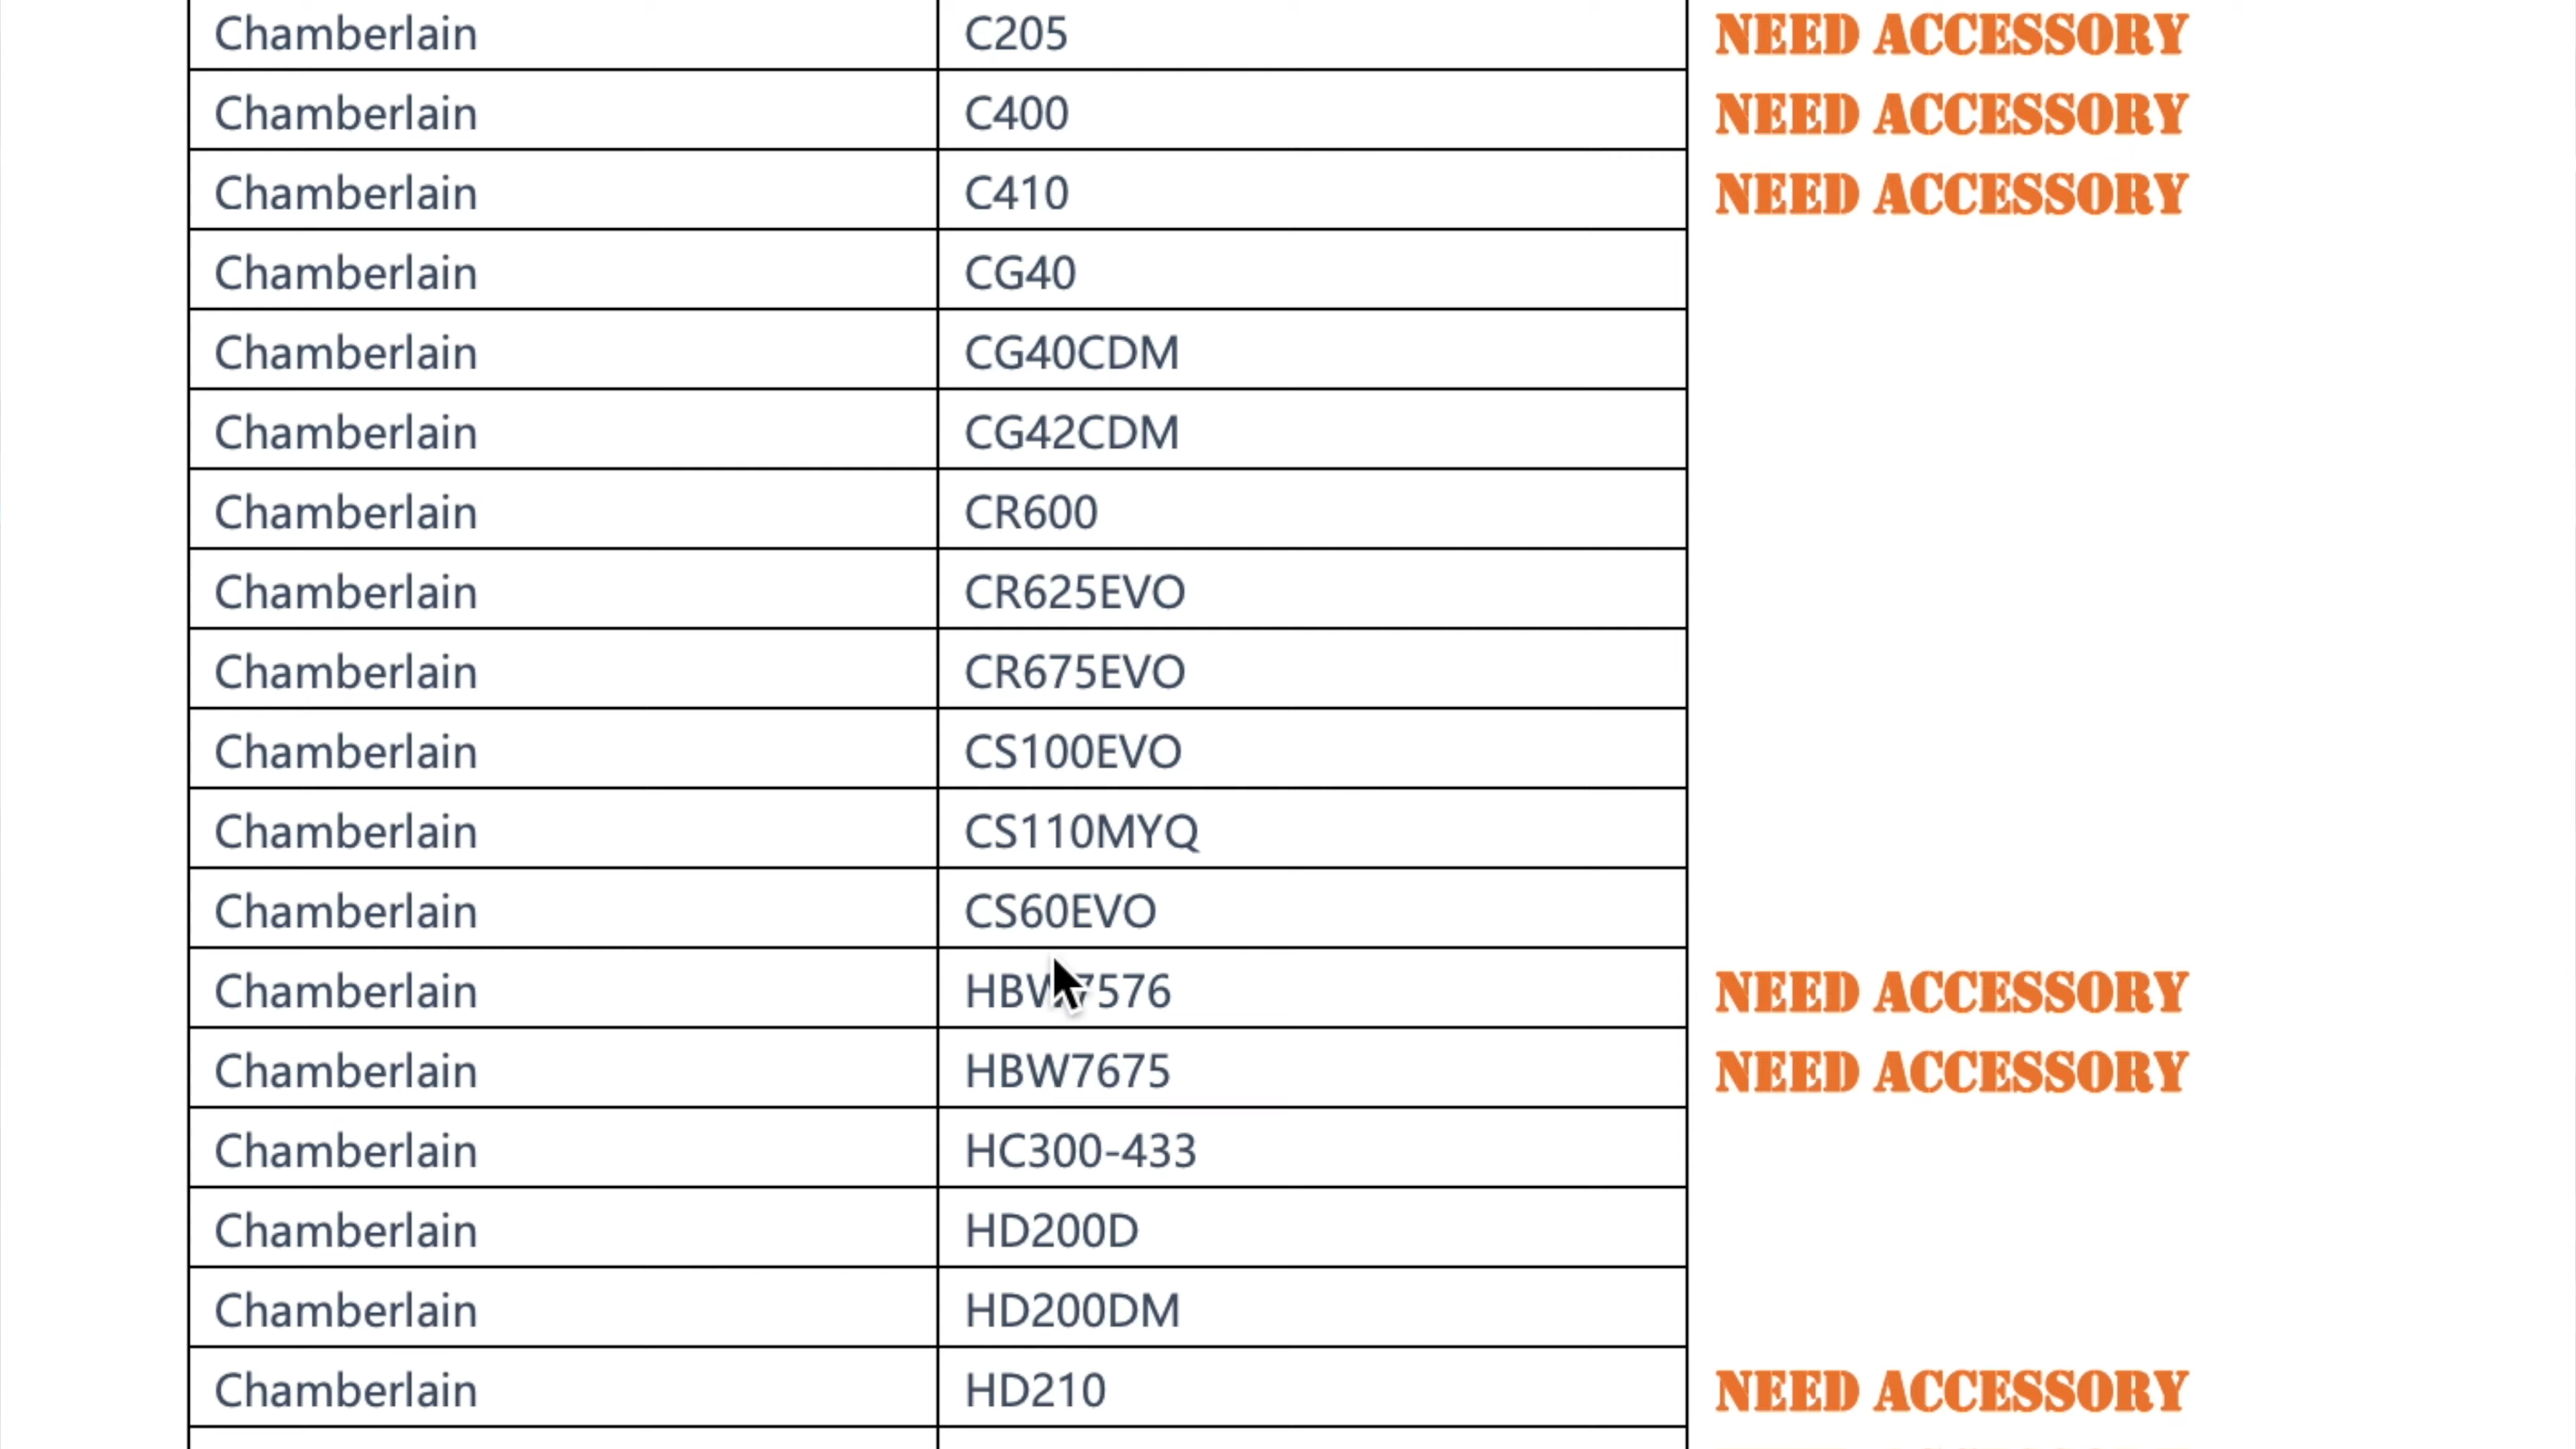 Chamberlain C205 NEED ACCESSORY
Chamberlain C400 NEED ACCESSORY
Chamberlain C410 NEED ACCESSORY
Chamberlain CG40
Chamberlain CG40CDM
Chamberlain CG42CDM
Chamberlain CR600
Chamberlain CR625EVO
Chamberlain CR675EVO
Chamberlain CS100EVO
Chamberlain CS110MYQ
Chamberlain CS60EVO
Chamberlain HBW7576 NEED ACCESSORY
Chamberlain HBW7675 NEED ACCESSORY
Chamberlain HC300-433
Chamberlain HD200D
Chamberlain HD200DM
Chamberlain HD210 NEED ACCESSORY